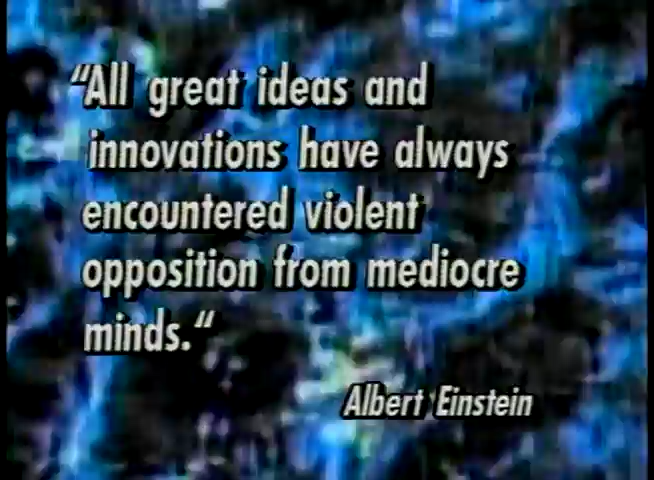 “All great ideas and
innovations have always
encountered violent
opposition from mediocre
minds.“
Albert Einstein